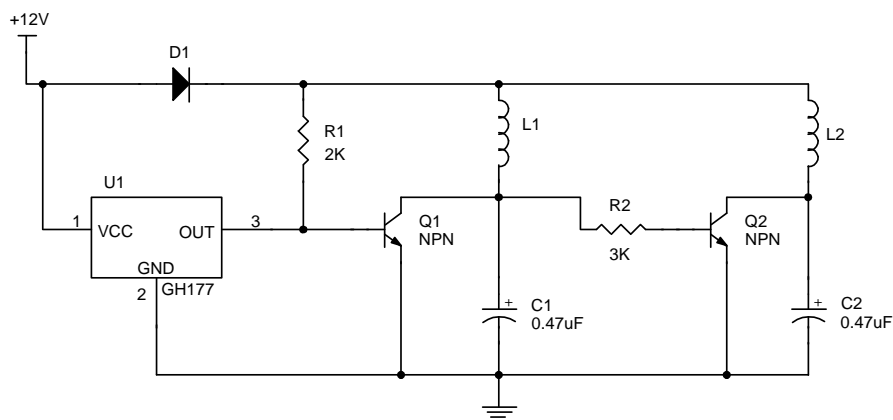 +12V
D1
R1
2K
L1
L2
U1
1
VCC
OUT
3
GND
2
GH177
Q1
NPN
R2
3K
Q2
NPN
+
C1
0.47uF
+
C2
0.47uF